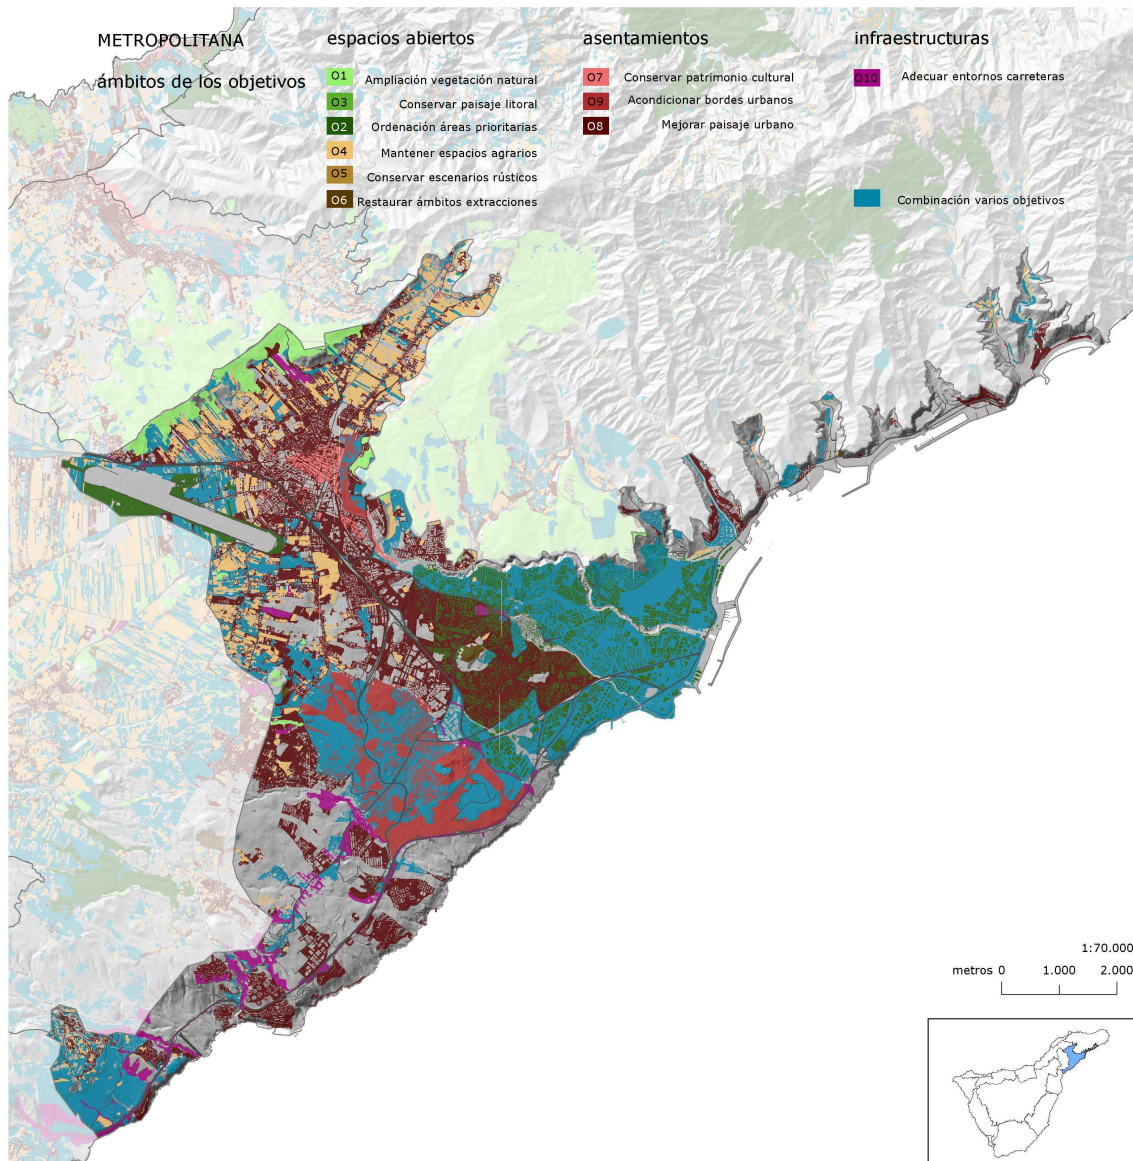 METROPOLITANA
ámbitos de los objetivos
espacios abiertos
O1 Ampliación vegetación natural
O3 Conservar paisaje litoral
O2 Ordenación áreas prioritarias
O4 Mantener espacios agrarios
O5 Conservar escenarios rústicos
O6 Restaurar ámbitos extracciones
asentamientos
O7 Conservar patrimonio cultural
O9 Acondicionar bordes urbanos
O8 Mejorar paisaje urbano
infraestructuras
O10 Adecuar entornos carreteras
Combinación varios objetivos
1:70.000
metros 0 1.000 2.000